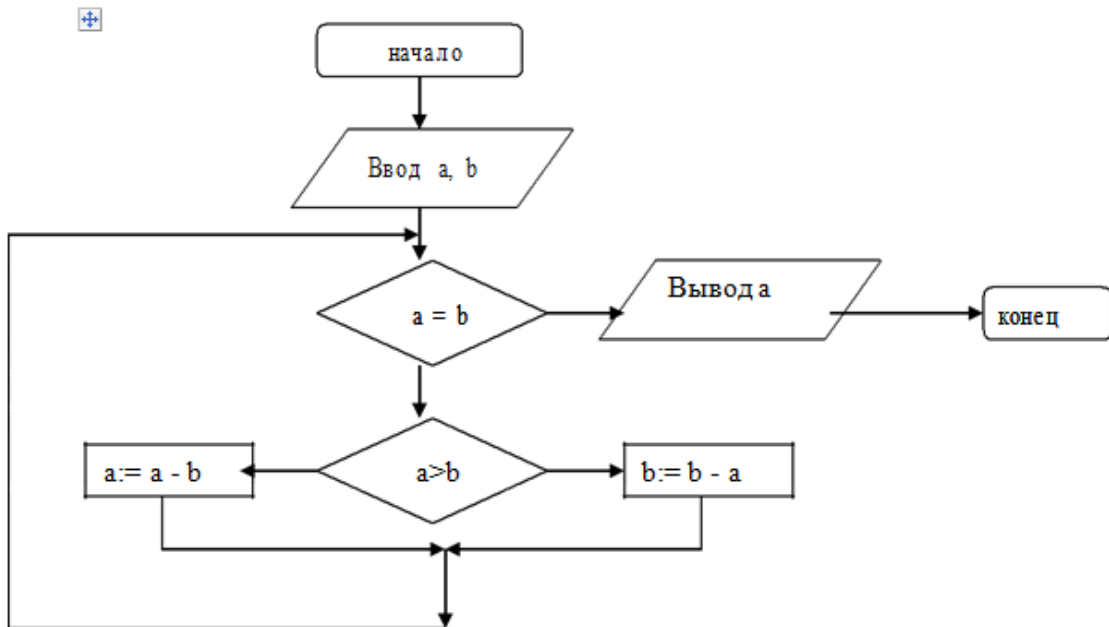 начало
Ввод a, b
a = b
Вывод a
конец
a:= a - b
a>b
b:= b - a